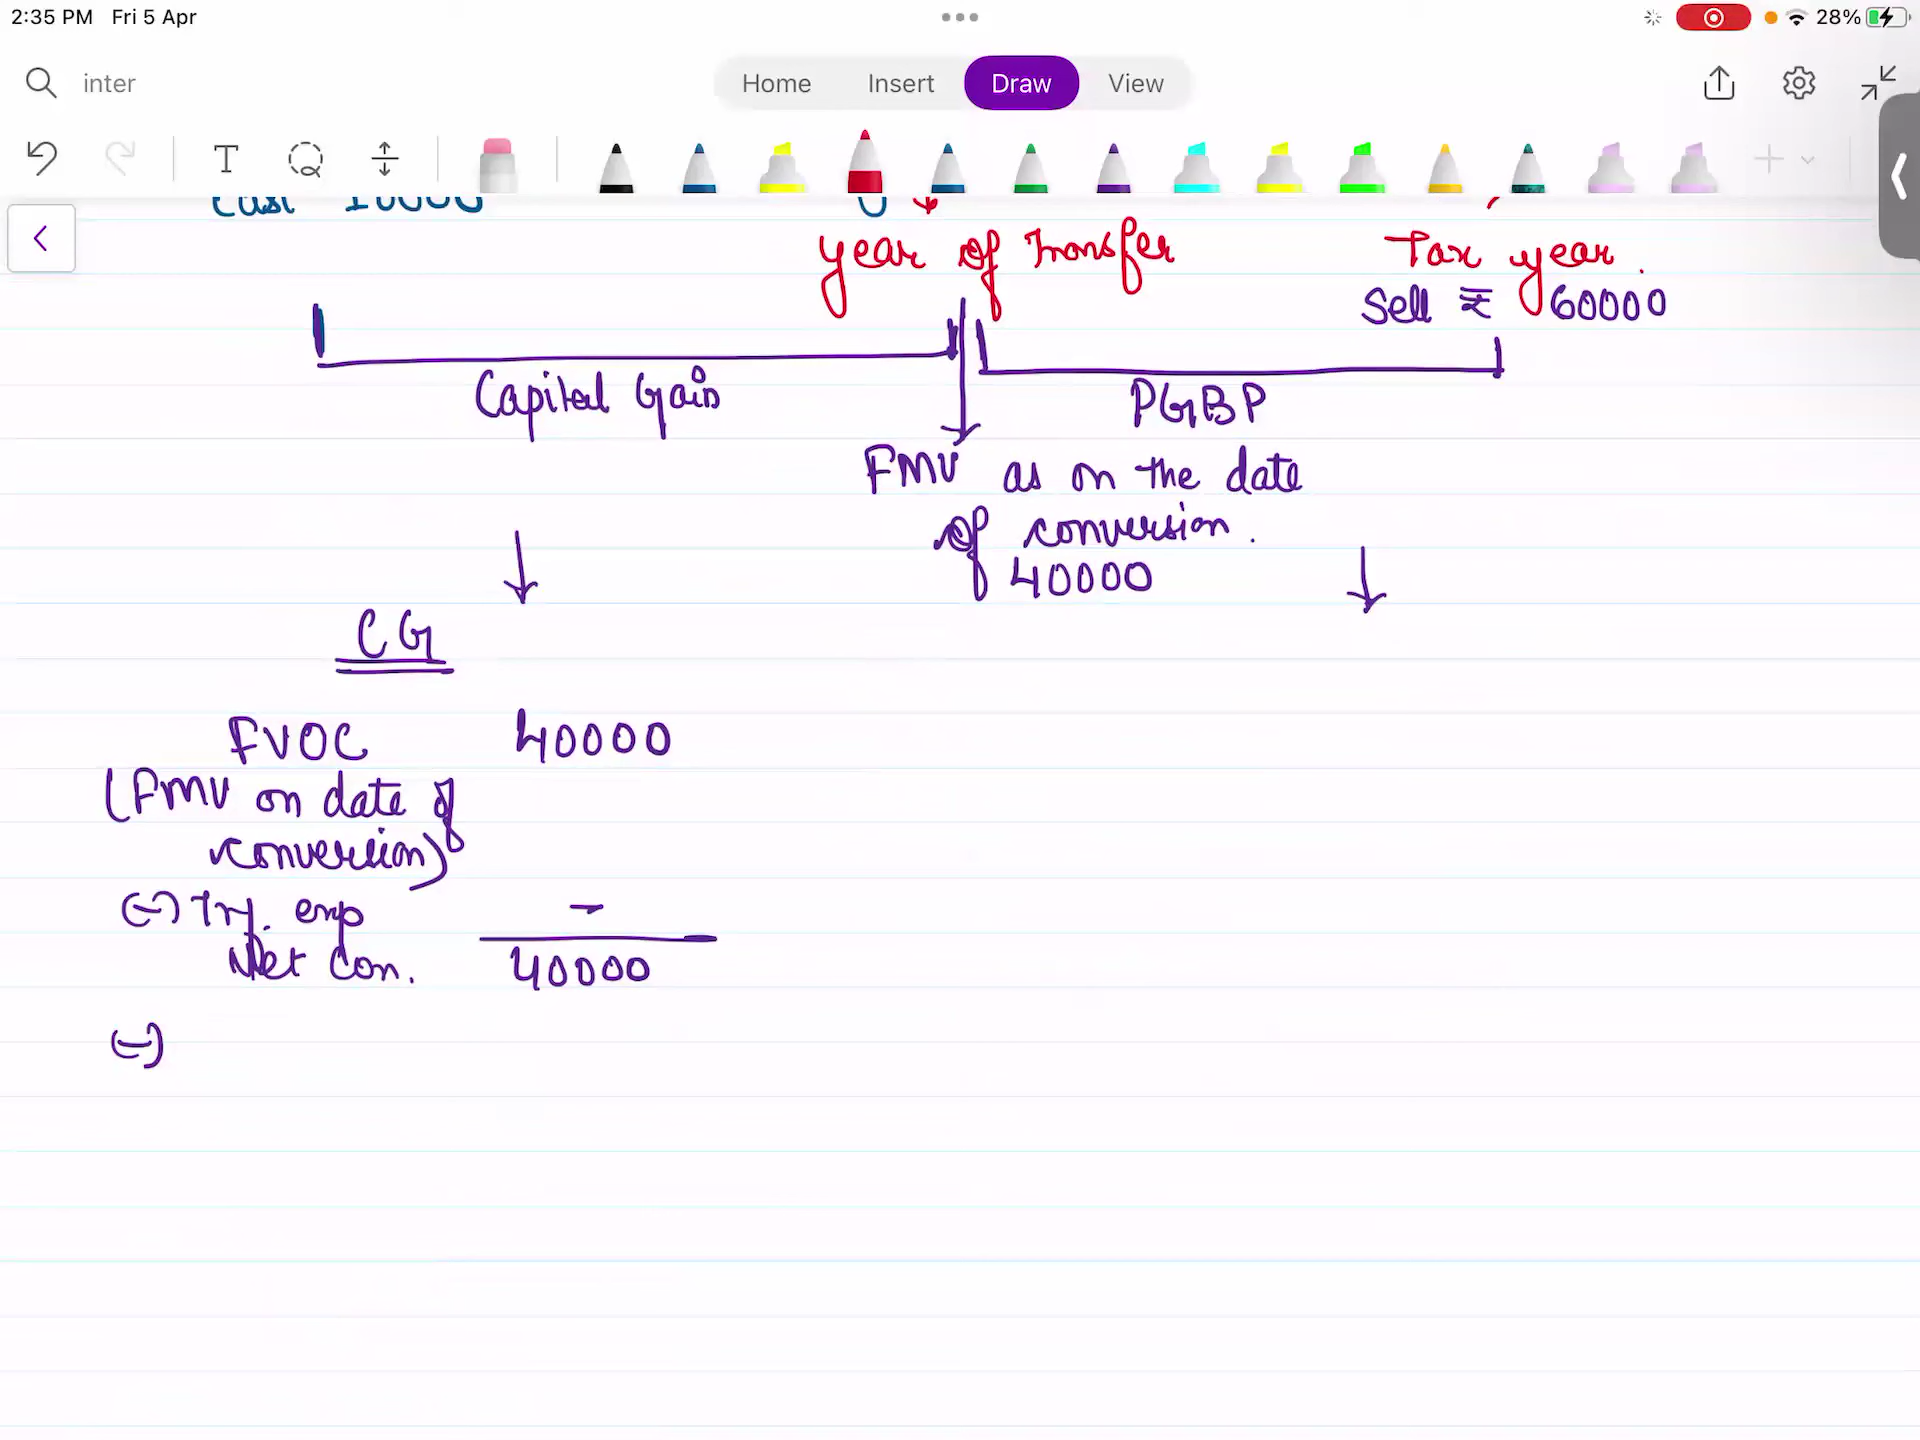 2:35 PM Fri 5 Apr
28%
inter
Home Insert Draw View
T
Cost 10000
year of Transfer
Tax year.
Sell ₹ 60000
Capital Gain
PGBP
FMV as on the date
of conversion.
40000
CG
FVOC 40000
(FMV on date of
conversion)
(-) Trf. exp -
Net Con. 40000
(-)